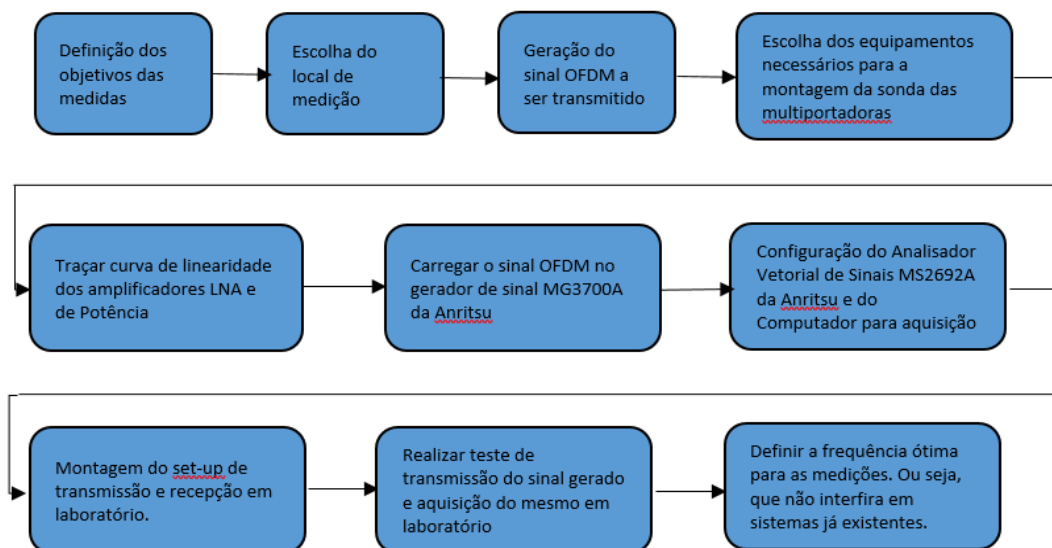 Definição dos
objetivos das
medidas
Escolha do
local de
medição
Geração do
sinal OFDM a
ser transmitido
Escolha dos equipamentos
necessários para a
montagem da sonda das
multiportadoras
Traçar curva de linearidade
dos amplificadores LNA e
de Potência
Carregar o sinal OFDM no
gerador de sinal MG3700A
da Anritsu
Configuração do Analisador
Vetorial de Sinais MS2692A
da Anritsu e do
Computador para aquisição
Montagem do set-up de
transmissão e recepção em
laboratório.
Realizar teste de
transmissão do sinal gerado
e aquisição do mesmo em
laboratório
Definir a frequência ótima
para as medições. Ou seja,
que não interfira em
sistemas já existentes.